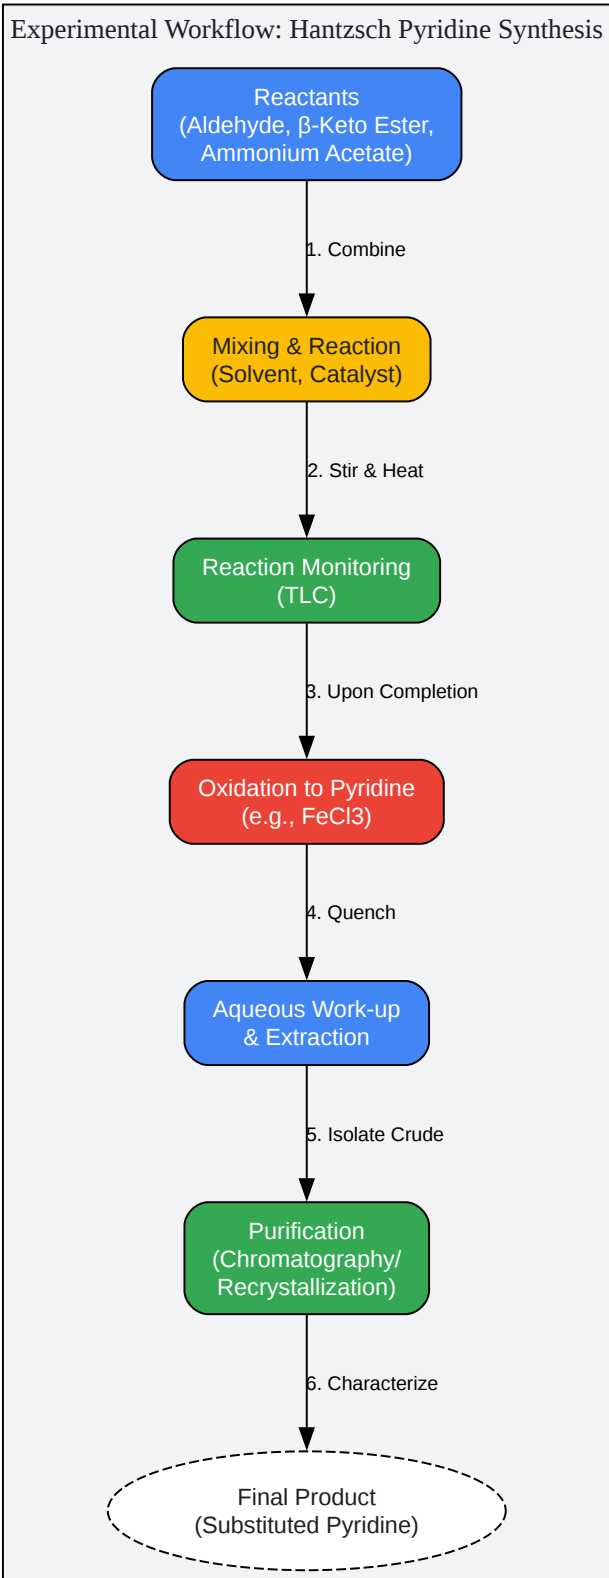 Experimental Workflow: Hantzsch Pyridine Synthesis
Reactants
(Aldehyde, β-Keto Ester,
Ammonium Acetate)
1. Combine
Mixing & Reaction
(Solvent, Catalyst)
2. Stir & Heat
Reaction Monitoring
(TLC)
3. Upon Completion
Oxidation to Pyridine
(e.g., FeCl3)
4. Quench
Aqueous Work-up
& Extraction
5. Isolate Crude
Purification
(Chromatography/
Recrystallization)
6. Characterize
Final Product
(Substituted Pyridine)